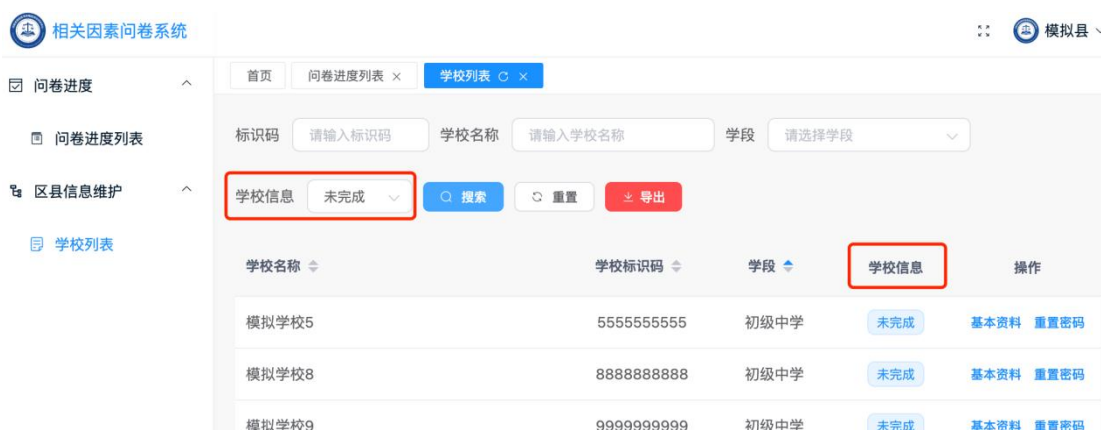 相关因素问卷系统
模拟县
问卷进度
问卷进度列表
区县信息维护
学校列表
首页 问卷进度列表 × 学校列表 ×
标识码 请输入标识码 学校名称 请输入学校名称 学段 请选择学段
学校信息 未完成 搜索 重置 导出
学校名称 学校标识码 学段 学校信息 操作
模拟学校5 5555555555 初级中学 未完成 基本资料 重置密码
模拟学校8 8888888888 初级中学 未完成 基本资料 重置密码
模拟学校9 9999999999 初级中学 未完成 基本资料 重置密码